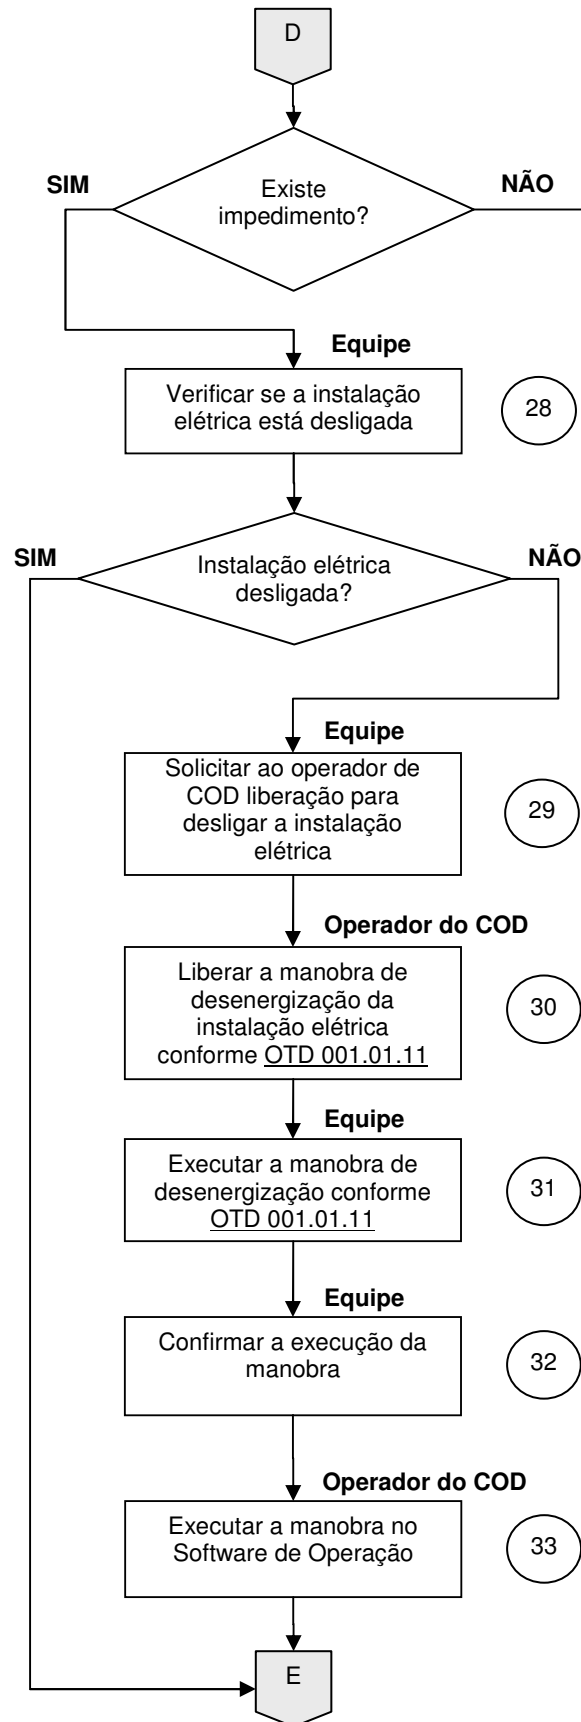 D
SIM
NÃO
Existe
impedimento?
Equipe
Verificar se a instalação
elétrica está desligada
28
SIM
NÃO
Instalação elétrica
desligada?
Equipe
Solicitar ao operador de
COD liberação para
desligar a instalação
elétrica
29
Operador do COD
Liberar a manobra de
desenergização da
instalação elétrica
conforme OTD 001.01.11
30
Equipe
Executar a manobra de
desenergização conforme
OTD 001.01.11
31
Equipe
Confirmar a execução da
manobra
32
Operador do COD
Executar a manobra no
Software de Operação
33
E